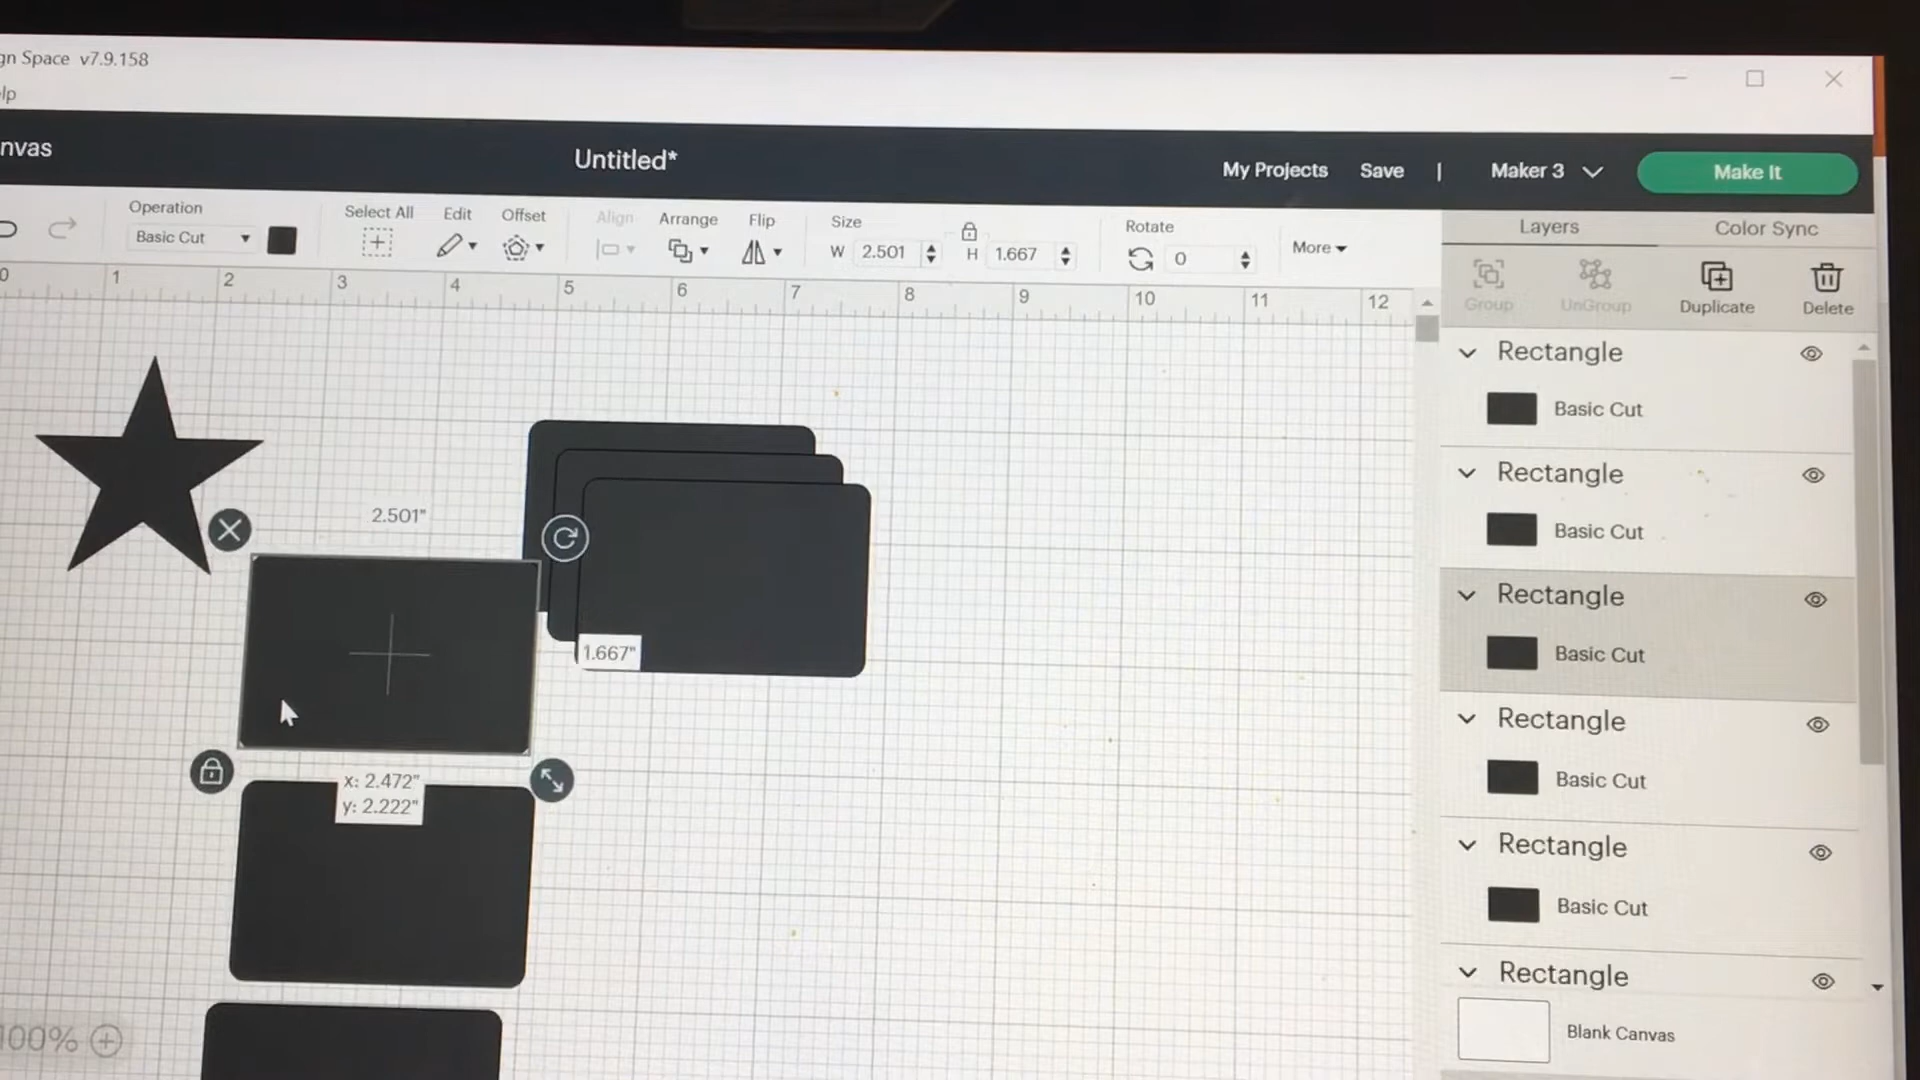 gn Space v7.9.158
elp
nvas
Untitled*
My Projects Save | Maker 3
Make It
Operation
Basic Cut
Select All
Edit
Offset
Align
Arrange
Flip
Size
W 2.501
H 1.667
Rotate
0
More
Layers
Color Sync
Group
UnGroup
Duplicate
Delete
0 1 2 3 4 5 6 7 8 9 10 11 12
2.501"
1.667"
x: 2.472"
y: 2.222"
100%
Rectangle
Basic Cut
Rectangle
Basic Cut
Rectangle
Basic Cut
Rectangle
Basic Cut
Rectangle
Basic Cut
Rectangle
Blank Canvas